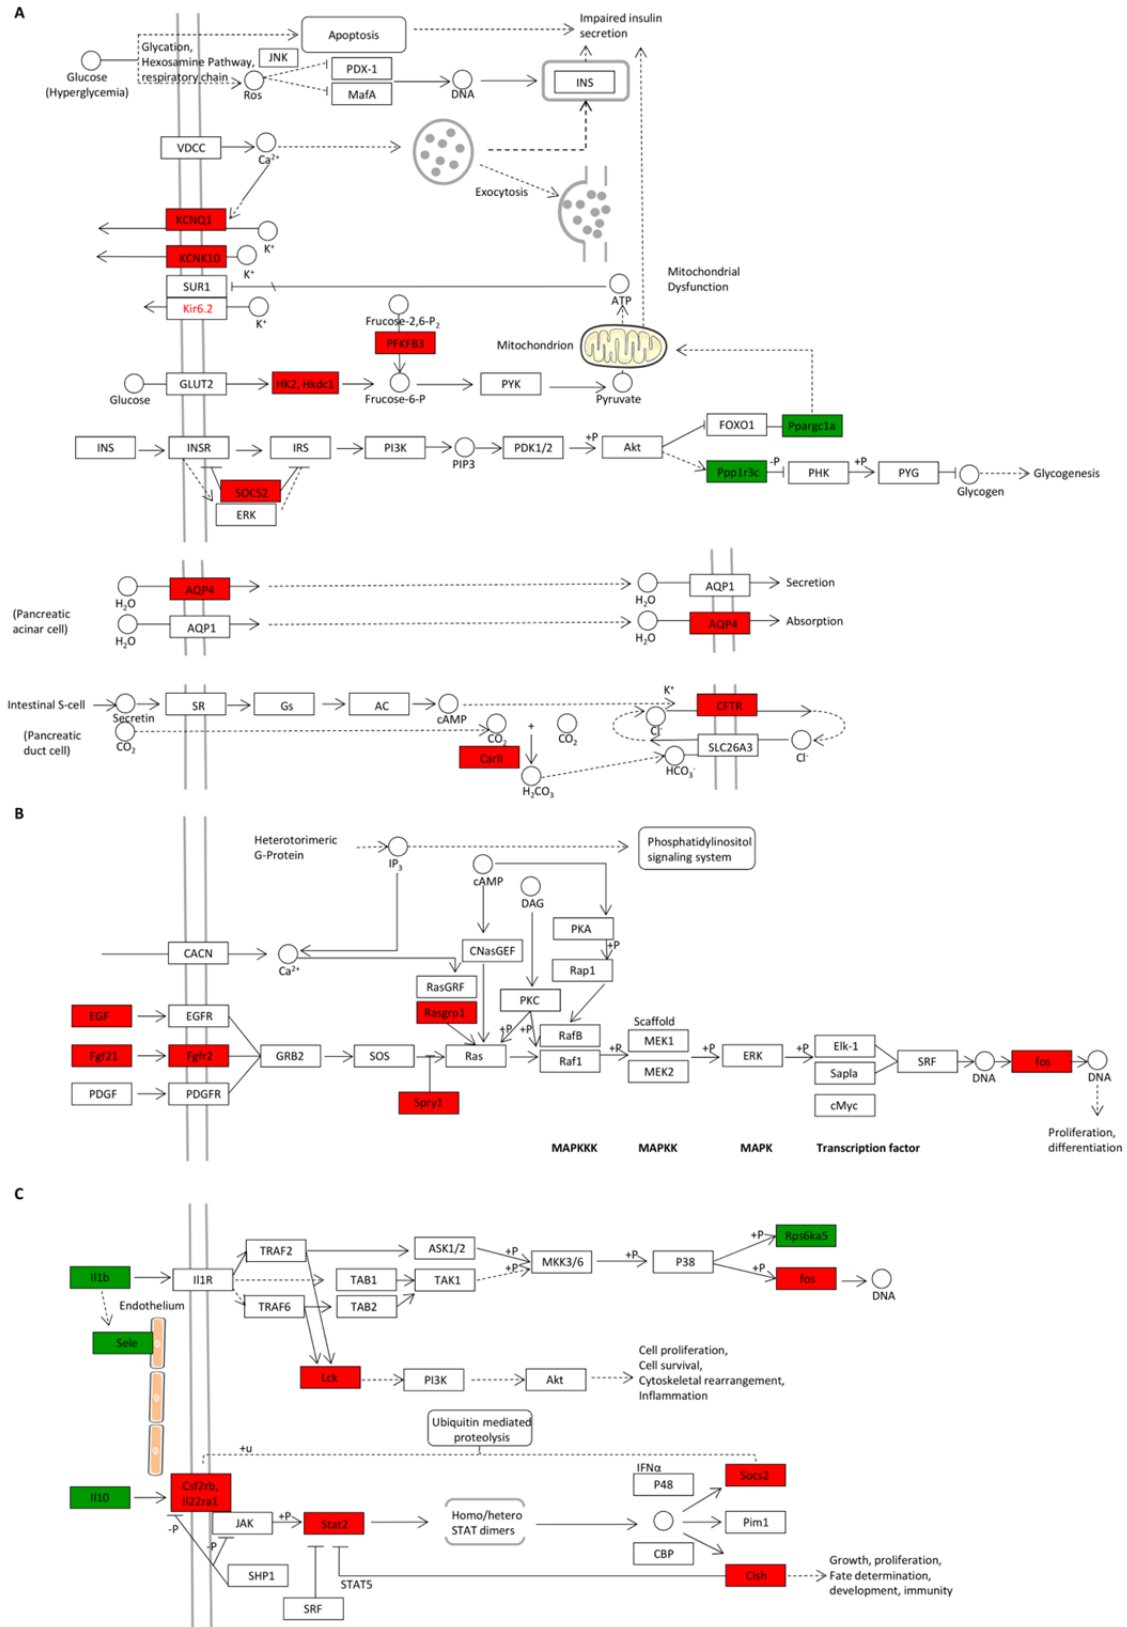 A
Impaired insulin
secretion
Apoptosis
Glycation,
Hexosamine Pathway,
respiratory chain
JNK
Glucose
(Hyperglycemia)
Ros
PDX-1
MafA
DNA
INS
VDCC
Ca2+
Exocytosis
KCNQ1
K+
KCNK10
K+
SUR1
Kir6.2
K+
ATP
Mitochondrial
Dysfunction
Frucose-2,6-P2
PFKFB3
Mitochondrion
Glucose
GLUT2
HK2, Hkdc1
Frucose-6-P
PYK
Pyruvate
INS
INSR
IRS
PI3K
PIP3
PDK1/2
+P
Akt
FOXO1
Ppargc1a
Ppp1r3c
-P
PHK
+P
PYG
Glycogen
Glycogenesis
SOCS2
ERK
H2O
AQP4
H2O
AQP1
Secretion
(Pancreatic
acinar cell)
H2O
AQP1
H2O
AQP4
Absorption
Intestinal S-cell
Secretin
SR
Gs
AC
cAMP
K+
Cl-
CFTR
(Pancreatic
duct cell)
CO2
CO2
+
CO2
CarII
H2CO3
HCO3-
SLC26A3
Cl-
B
Heterotorimeric
G-Protein
IP3
Phosphatidylinositol
signaling system
cAMP
DAG
PKA
+P
CACN
Ca2+
CNasGEF
Rap1
RasGRF
PKC
Rasgrp1
EGF
EGFR
+P
+P
RafB
Scaffold
MEK1
Elk-1
Fgf21
Fgfr2
GRB2
SOS
Ras
Raf1
+P
MEK2
+P
ERK
+P
Sapla
SRF
DNA
fos
DNA
PDGF
PDGFR
Spry1
cMyc
Proliferation,
differentiation
MAPKKK
MAPKK
MAPK
Transcription factor
C
TRAF2
ASK1/2
+P
MKK3/6
+P
P38
+P
Rps6ka5
Il1b
Il1R
TAB1
TAK1
+P
+P
fos
DNA
Endothelium
TRAF6
TAB2
Sele
Lck
PI3K
Akt
Cell proliferation,
Cell survival,
Cytoskeletal rearrangement,
Inflammation
Ubiquitin mediated
proteolysis
+u
IFNα
P48
Socs2
Il10
Csf2rb,
Il22ra1
JAK
+P
Stat2
Homo/hetero
STAT dimers
Pim1
-P
-P
CBP
SHP1
STAT5
Cish
Growth, proliferation,
Fate determination,
development, immunity
SRF